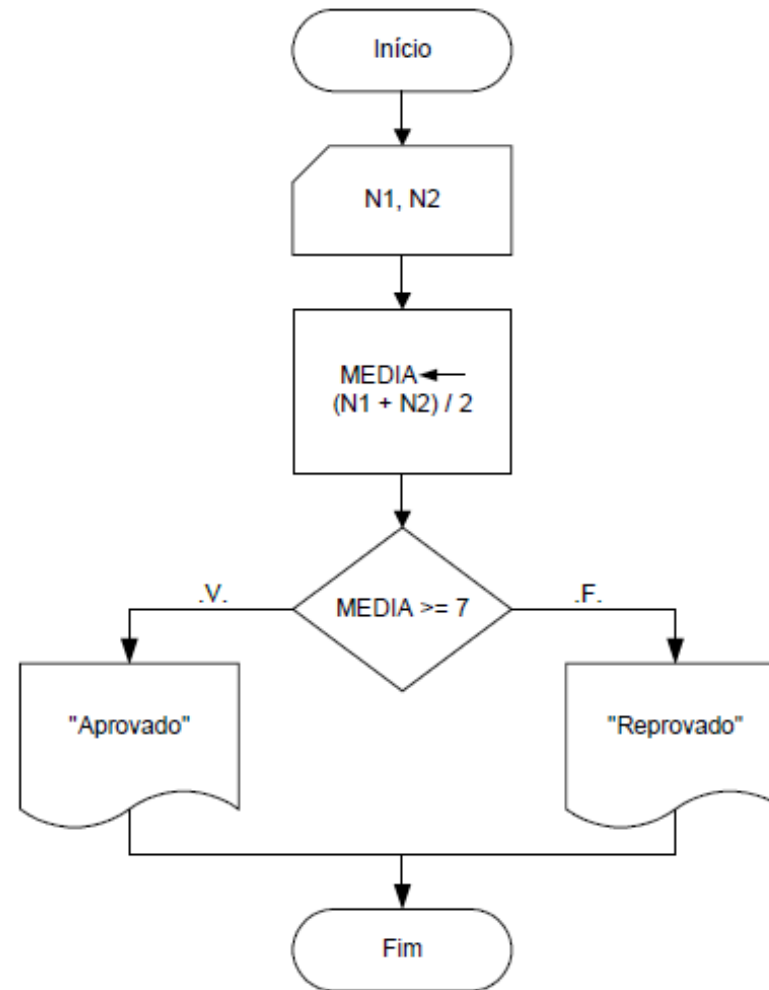 Início
N1, N2
MEDIA←
(N1 + N2) / 2
MEDIA >= 7
.V.
.F.
"Aprovado"
"Reprovado"
Fim